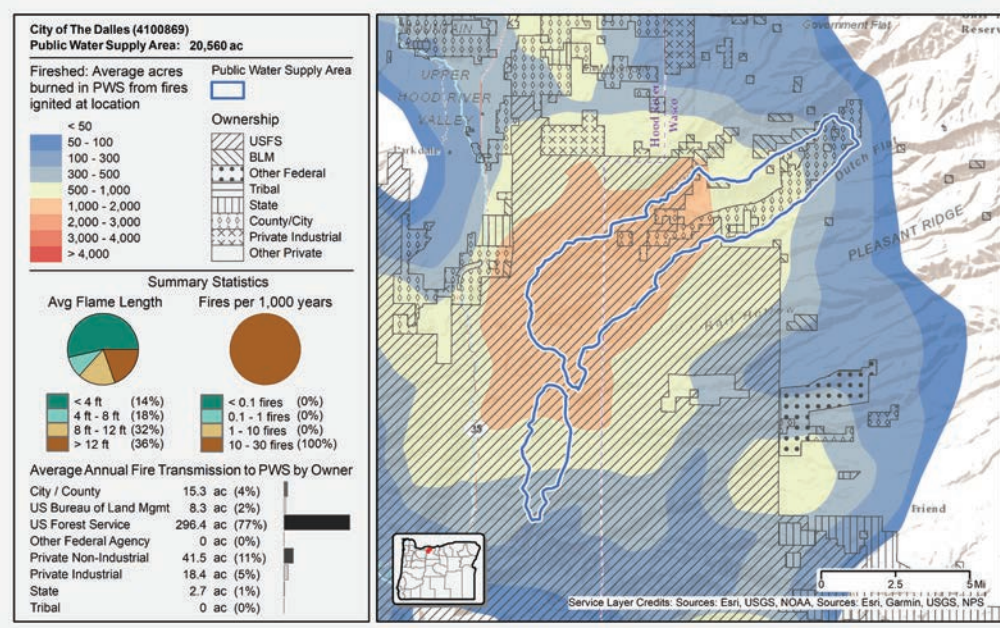 City of The Dalles (4100869)
Public Water Supply Area: 20,560 ac
Fireshed: Average acres
burned in PWS from fires
ignited at location
< 50
50 - 100
100 - 300
300 - 500
500 - 1,000
1,000 - 2,000
2,000 - 3,000
3,000 - 4,000
> 4,000
Public Water Supply Area
Ownership
USFS
BLM
Other Federal
Tribal
State
County/City
Private Industrial
Other Private
Summary Statistics
Avg Flame Length
< 4 ft (14%)
4 ft - 8 ft (18%)
8 ft - 12 ft (32%)
> 12 ft (36%)
Fires per 1,000 years
< 0.1 fires (0%)
0.1 - 1 fires (0%)
1 - 10 fires (0%)
10 - 30 fires (100%)
Average Annual Fire Transmission to PWS by Owner
City / County 15.3 ac (4%)
US Bureau of Land Mgmt 8.3 ac (2%)
US Forest Service 296.4 ac (77%)
Other Federal Agency 0 ac (0%)
Private Non-Industrial 41.5 ac (11%)
Private Industrial 18.4 ac (5%)
State 2.7 ac (1%)
Tribal 0 ac (0%)
Government Flat
Reserv
UPPER
HOOD RIVER
VALLEY
Parkdale
Hood River
Wasco
Dutch Flat
PLEASANT RIDGE
35
Friend
0 2.5 5 Mi
Service Layer Credits: Sources: Esri, USGS, NOAA, Sources: Esri, Garmin, USGS, NPS